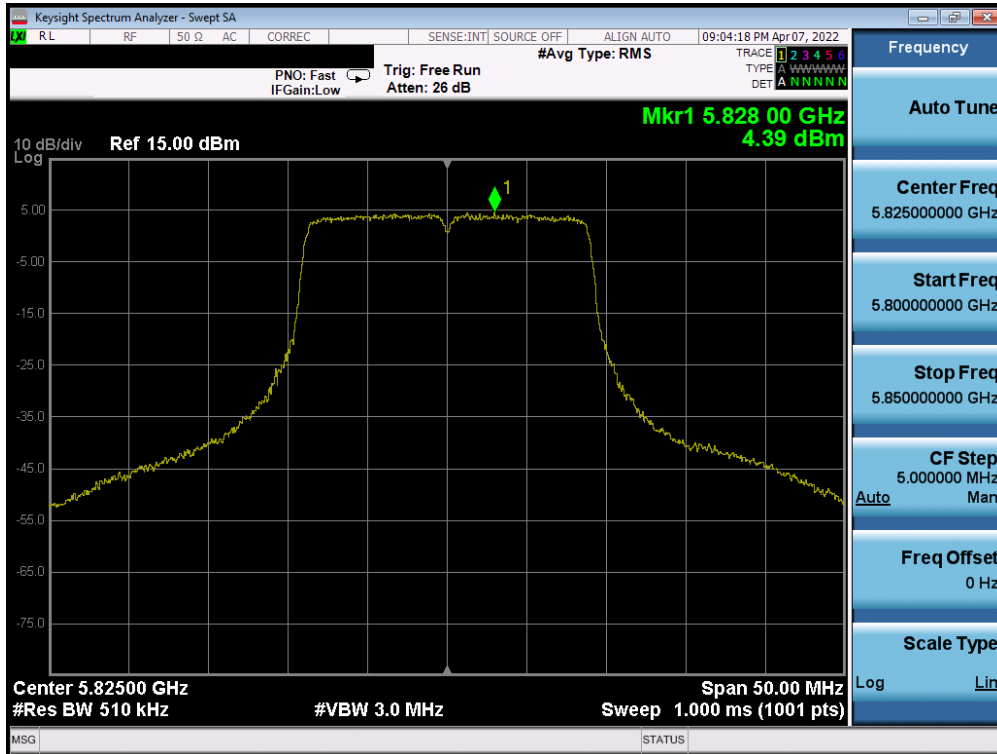 Keysight Spectrum Analyzer - Swept SA
LXI RL RF 50 Ω AC CORREC SENSE:INT SOURCE OFF ALIGN AUTO 09:04:18 PM Apr 07, 2022
#Avg Type: RMS
TRACE 1 2 3 4 5 6
TYPE A WWWWW
DET A N N N N N
PNO: Fast
IFGain:Low
Trig: Free Run
Atten: 26 dB
Mkr1 5.828 00 GHz
4.39 dBm
10 dB/div
Log
Ref 15.00 dBm
1
5.00
-5.00
-15.0
-25.0
-35.0
-45.0
-55.0
-65.0
-75.0
Center 5.82500 GHz
Span 50.00 MHz
#Res BW 510 kHz
#VBW 3.0 MHz
Sweep 1.000 ms (1001 pts)
MSG
STATUS
Frequency
Auto Tune
Center Freq
5.825000000 GHz
Start Freq
5.800000000 GHz
Stop Freq
5.850000000 GHz
CF Step
5.000000 MHz
Auto Man
Freq Offset
0 Hz
Scale Type
Log Lin